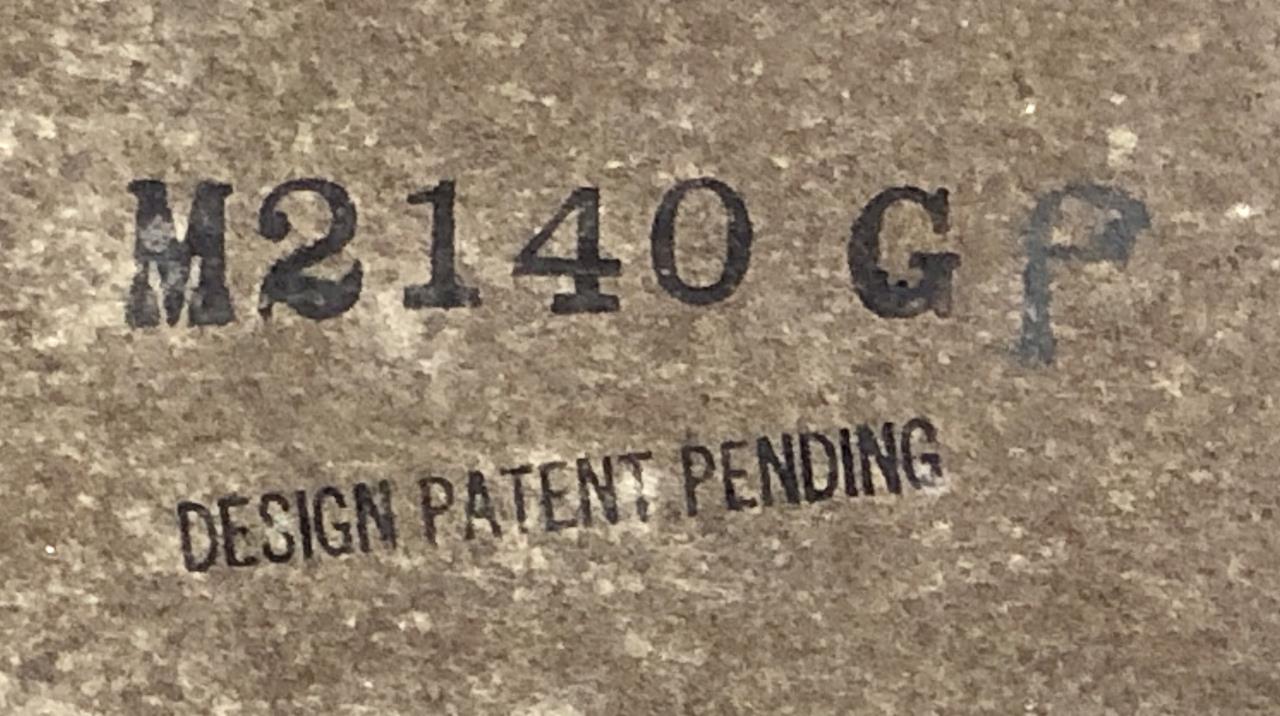 M2140 G P
DESIGN PATENT PENDING